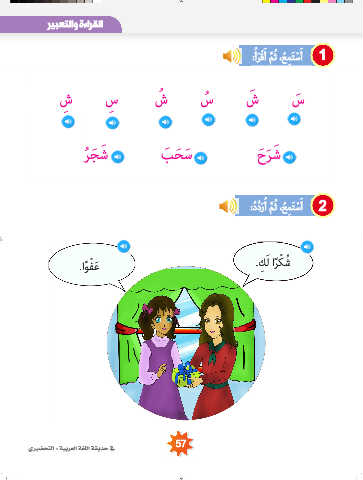 القراءة والتعبير
1 أَسْتَمِعُ، ثُمَّ أَقْرَأُ:
سَ شَ سُ شُ سِ شِ
شَرَحَ سَحَبَ شَجَرُ
2 أَسْتَمِعُ، ثُمَّ أُرَدِّدُ:
شُكْرًا لَكِ.
عَفْوًا.
57
في حديقة اللغة العربية - التحضيري